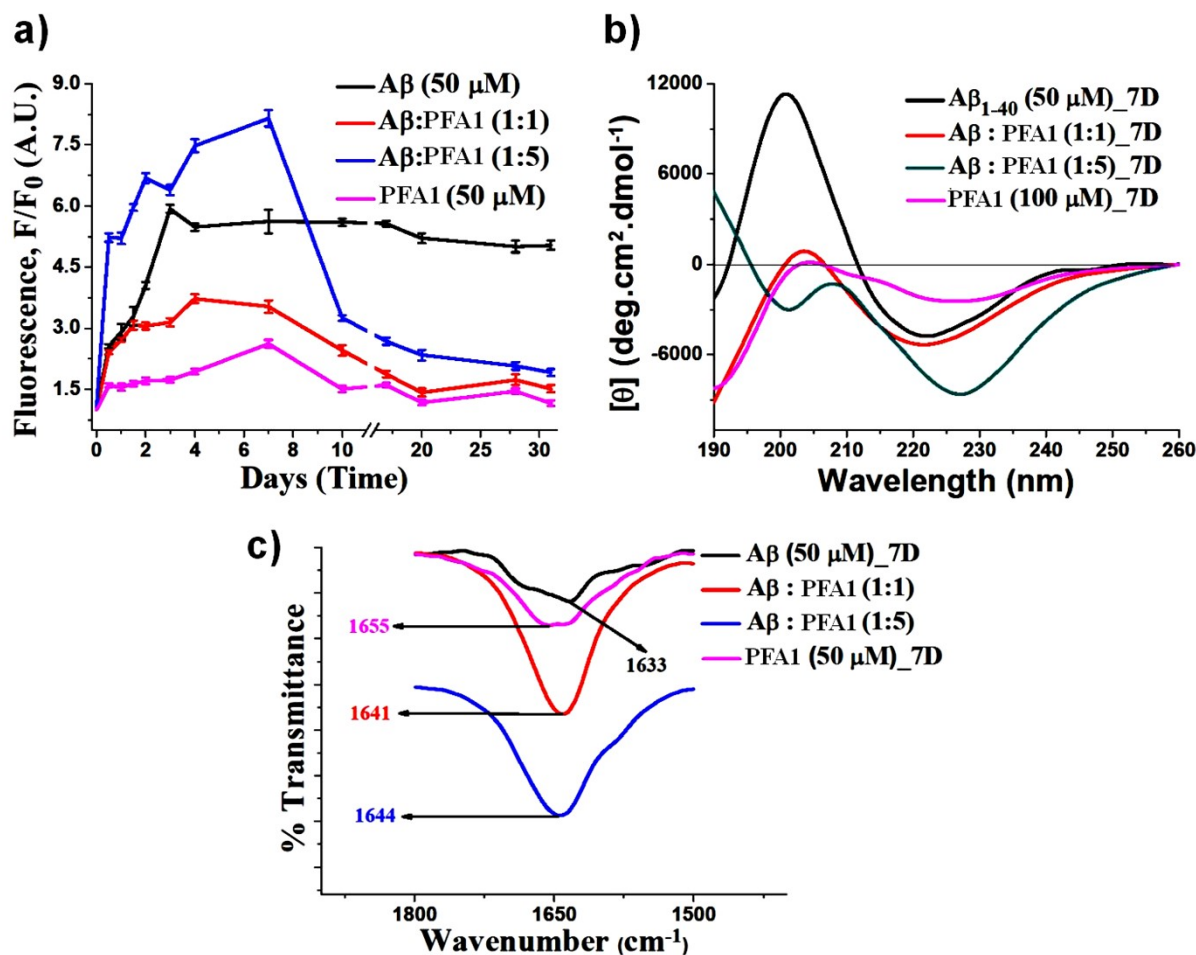 a)
Aβ (50 µM)
Aβ:PFA1 (1:1)
Aβ:PFA1 (1:5)
PFA1 (50 µM)
9.0
7.5
6.0
4.5
3.0
1.5
Fluorescence, F/F₀ (A.U.)
0 2 4 6 8 10 20 30
Days (Time)
b)
Aβ₁₋₄₀ (50 µM)_7D
Aβ : PFA1 (1:1)_7D
Aβ : PFA1 (1:5)_7D
PFA1 (100 µM)_7D
12000
6000
0
-6000
[θ] (deg.cm².dmol⁻¹)
190 200 210 220 230 240 250 260
Wavelength (nm)
c)
Aβ (50 µM)_7D
Aβ : PFA1 (1:1)
Aβ : PFA1 (1:5)
PFA1 (50 µM)_7D
1655
1633
1641
1644
% Transmittance
1800 1650 1500
Wavenumber (cm⁻¹)